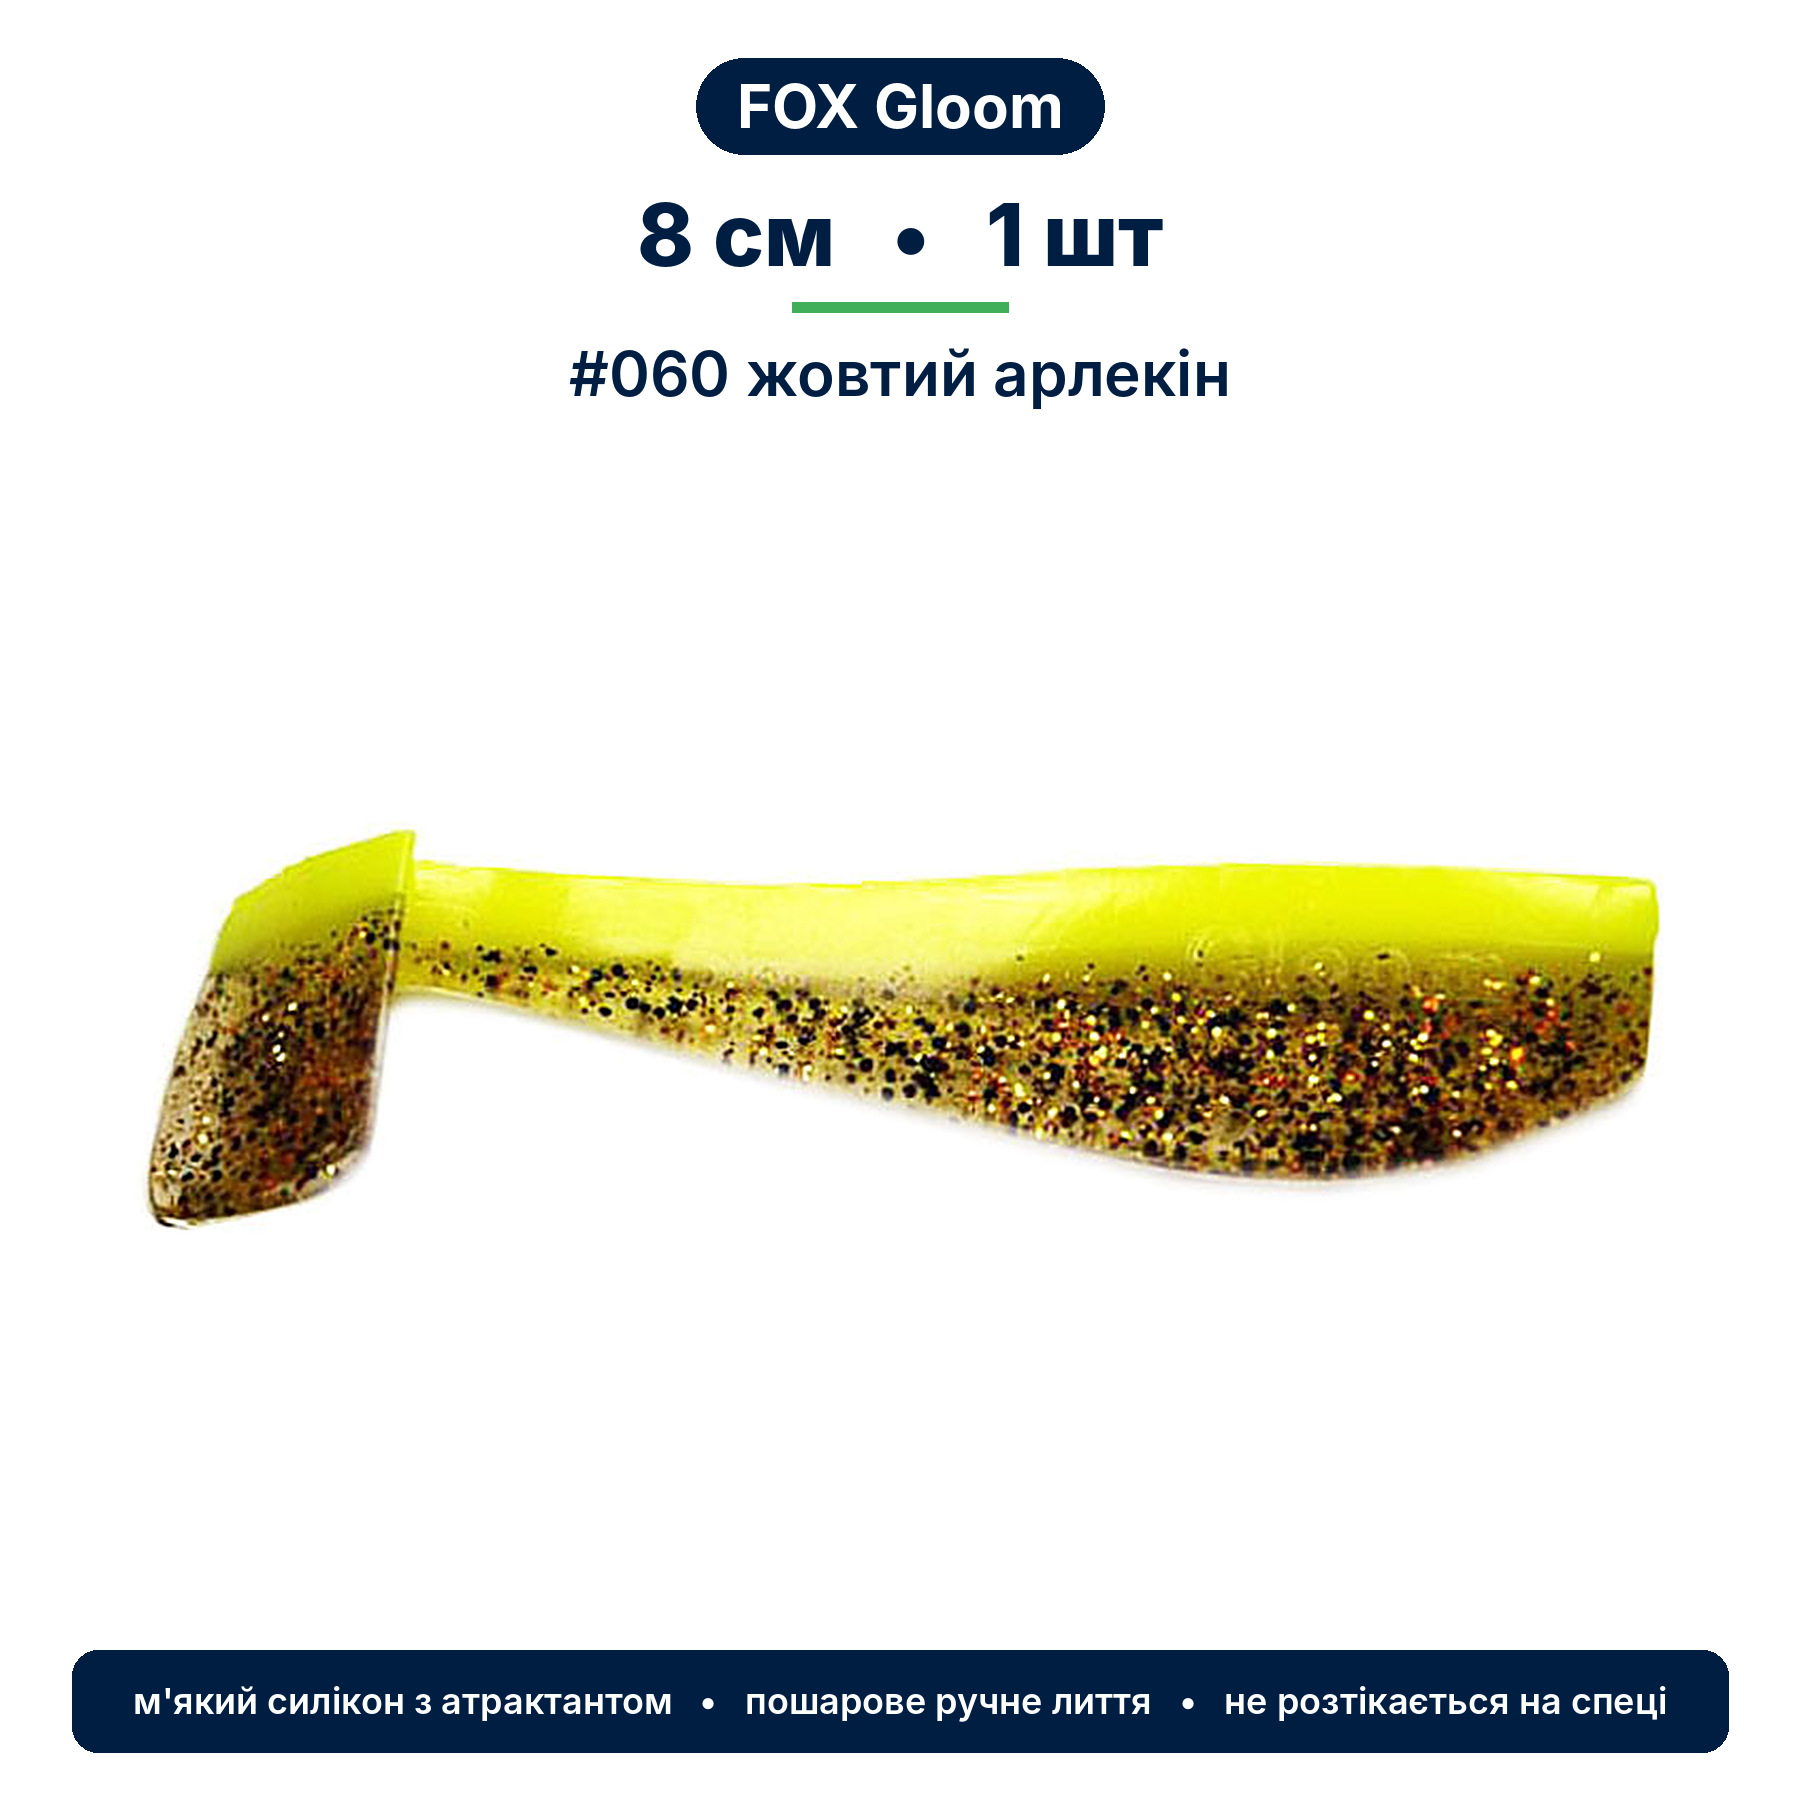 FOX Gloom
8 см • 1 шт
#060 жовтий арлекін
Gloom
м'який силікон з атрактантом • пошарове ручне лиття • не розтікається на спеці